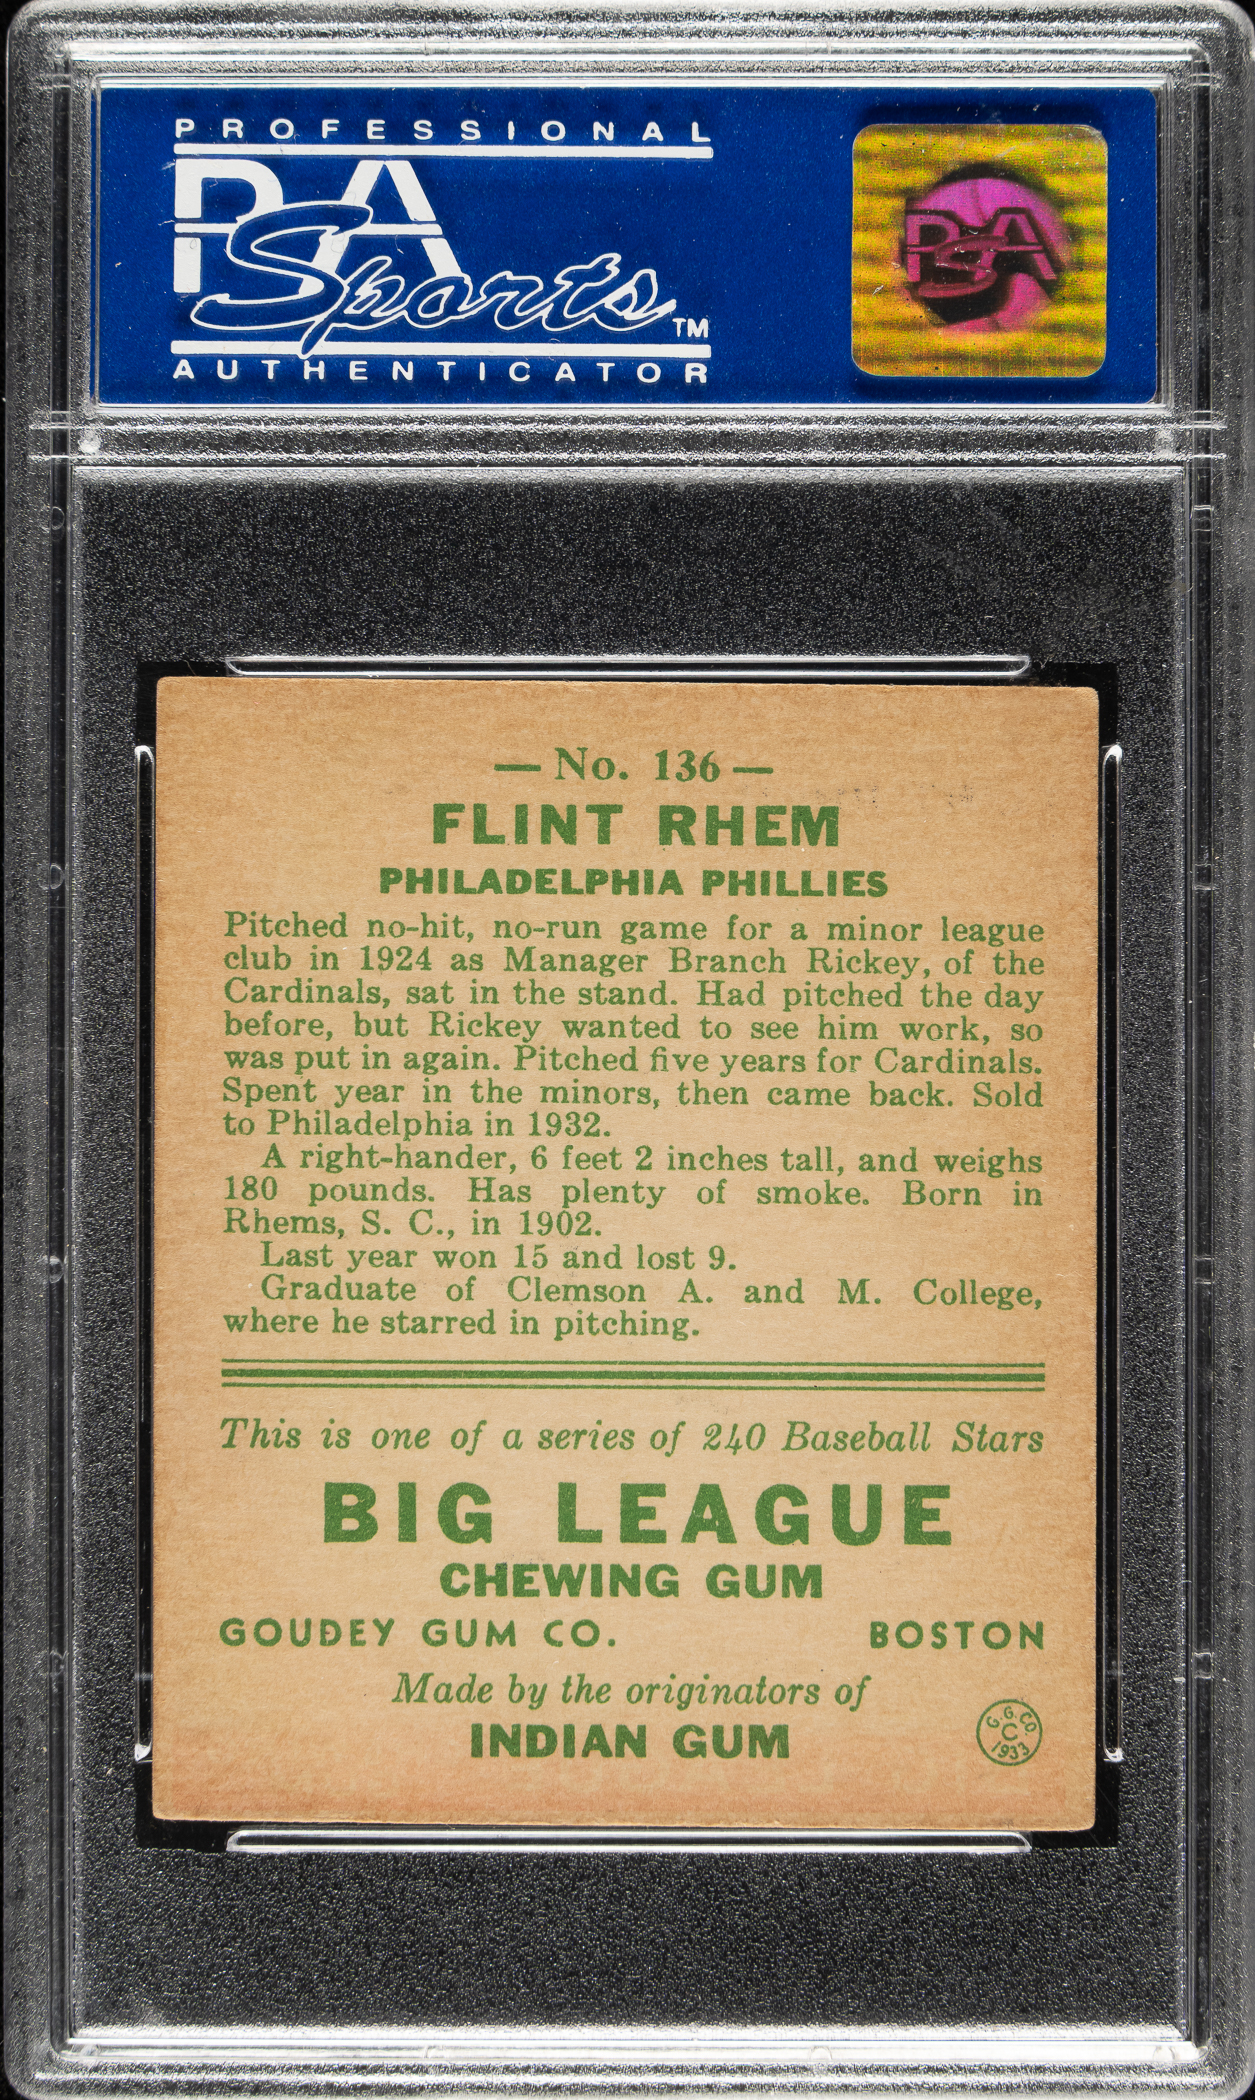 PROFESSIONAL
PSA
Sports™
AUTHENTICATOR
PSA
— No. 136 —
FLINT RHEM
PHILADELPHIA PHILLIES
Pitched no-hit, no-run game for a minor league
club in 1924 as Manager Branch Rickey, of the
Cardinals, sat in the stand. Had pitched the day
before, but Rickey wanted to see him work, so
was put in again. Pitched five years for Cardinals.
Spent year in the minors, then came back. Sold
to Philadelphia in 1932.
A right-hander, 6 feet 2 inches tall, and weighs
180 pounds. Has plenty of smoke. Born in
Rhems, S. C., in 1902.
Last year won 15 and lost 9.
Graduate of Clemson A. and M. College,
where he starred in pitching.
This is one of a series of 240 Baseball Stars
BIG LEAGUE
CHEWING GUM
GOUDEY GUM CO. BOSTON
Made by the originators of
INDIAN GUM
G. G. CO.
C
1933